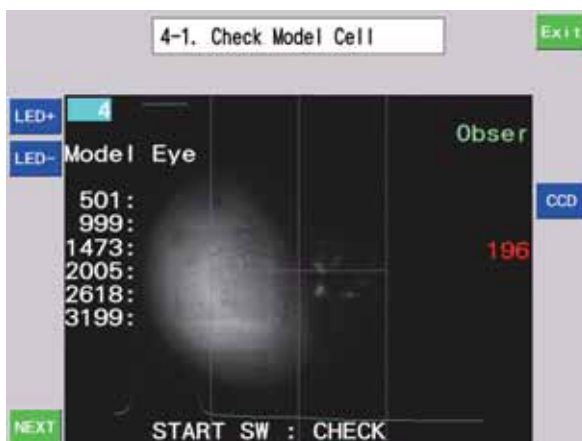 4-1. Check Model Cell
Exit
LED+
4
Obser
LED-
Model Eye
501:
999:
CCD
1473:
196
2005:
2618:
3199:
NEXT
START SW : CHECK